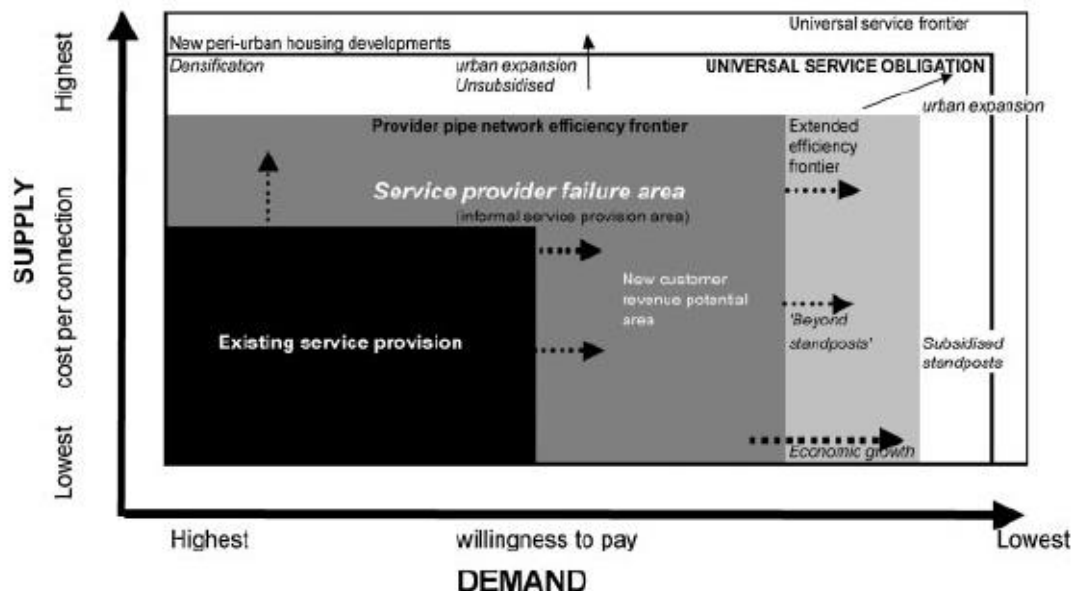 Universal service frontier
New peri-urban housing developments
Densification
urban expansion
Unsubsidised
UNIVERSAL SERVICE OBLIGATION
urban expansion
Provider pipe network efficiency frontier
Extended
efficiency
frontier
Service provider failure area
(informal service provision area)
New customer
revenue potential
area
Existing service provision
'Beyond
standposts'
Subsidised
standposts
Economic growth
Highest
SUPPLY
cost per connection
Lowest
Highest
willingness to pay
Lowest
DEMAND